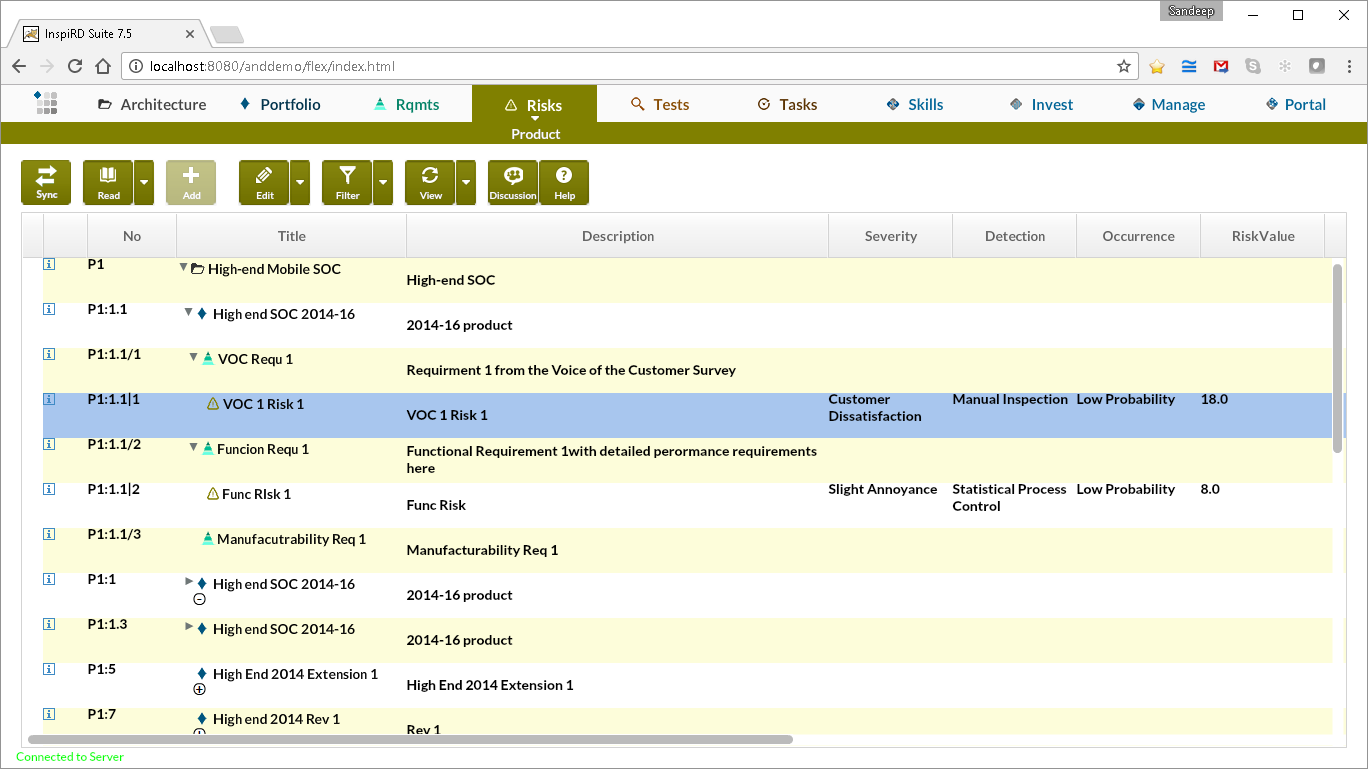 Sandeep
InspiRD Suite 7.5
localhost:8080/anddemo/flex/index.html
Architecture Portfolio Rqmts Risks Tests Tasks Skills Invest Manage Portal
Product
Sync Read Add Edit Filter View Discussion Help
No Title Description Severity Detection Occurrence RiskValue
P1 High-end Mobile SOC
High-end SOC
P1:1.1 High end SOC 2014-16
2014-16 product
P1:1.1/1 VOC Requ 1
Requirment 1 from the Voice of the Customer Survey
P1:1.1|1 VOC 1 Risk 1 Customer Manual Inspection Low Probability 18.0
VOC 1 Risk 1 Dissatisfaction
P1:1.1/2 Funcion Requ 1 Functional Requirement 1with detailed perormance requirements
here
P1:1.1|2 Func RIsk 1 Slight Annoyance Statistical Process Low Probability 8.0
Func Risk Control
P1:1.1/3 Manufacutrability Req 1
Manufacturability Req 1
P1:1 High end SOC 2014-16
2014-16 product
P1:1.3 High end SOC 2014-16
2014-16 product
P1:5 High End 2014 Extension 1
High End 2014 Extension 1
P1:7 High end 2014 Rev 1
Rev 1
Connected to Server